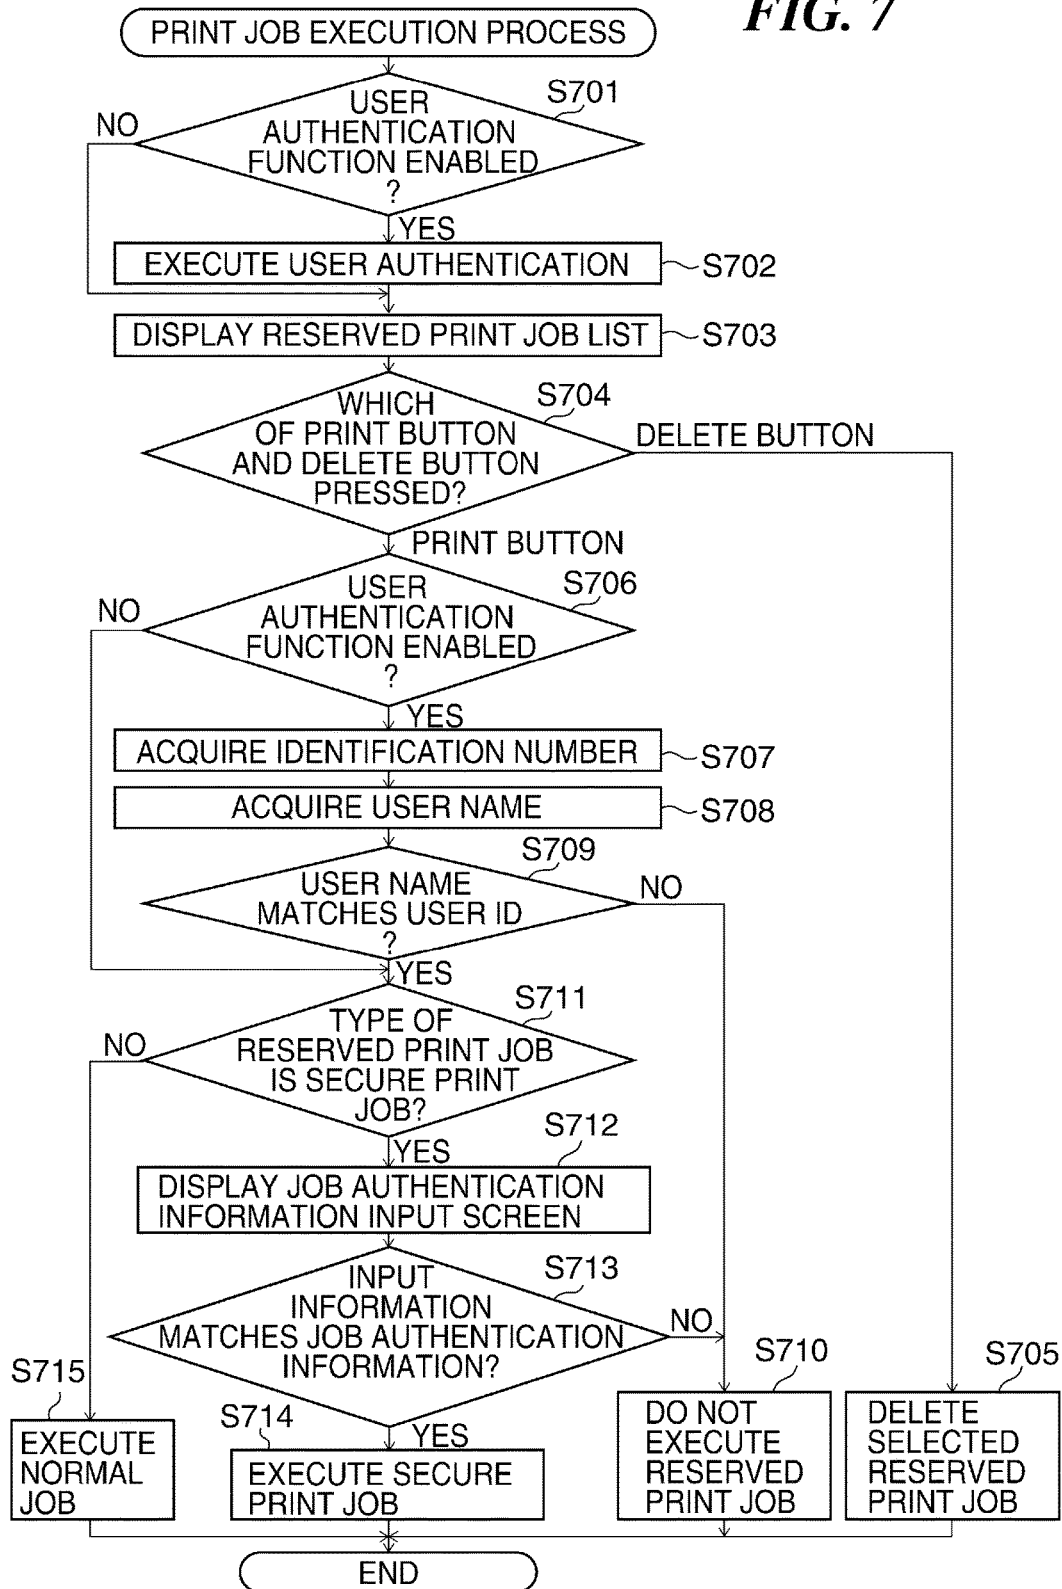 FIG. 7
PRINT JOB EXECUTION PROCESS
S701
USER
AUTHENTICATION
FUNCTION ENABLED
?
NO
YES
EXECUTE USER AUTHENTICATION
S702
DISPLAY RESERVED PRINT JOB LIST
S703
S704
WHICH
OF PRINT BUTTON
AND DELETE BUTTON
PRESSED?
DELETE BUTTON
PRINT BUTTON
S706
USER
AUTHENTICATION
FUNCTION ENABLED
?
NO
YES
ACQUIRE IDENTIFICATION NUMBER
S707
ACQUIRE USER NAME
S708
S709
USER NAME
MATCHES USER ID
?
NO
YES
S711
TYPE OF
RESERVED PRINT JOB
IS SECURE PRINT
JOB?
NO
YES
S712
DISPLAY JOB AUTHENTICATION
INFORMATION INPUT SCREEN
S713
INPUT
INFORMATION
MATCHES JOB AUTHENTICATION
INFORMATION?
NO
YES
S715
EXECUTE
NORMAL
JOB
S714
EXECUTE SECURE
PRINT JOB
S710
DO NOT
EXECUTE
RESERVED
PRINT JOB
S705
DELETE
SELECTED
RESERVED
PRINT JOB
END